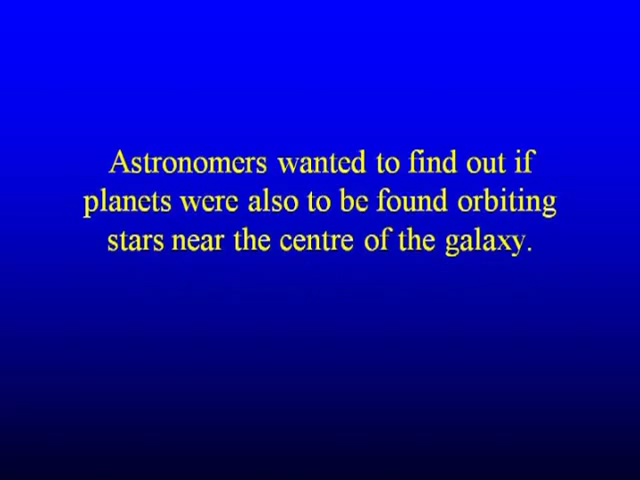 Astronomers wanted to find out if
planets were also to be found orbiting
stars near the centre of the galaxy.